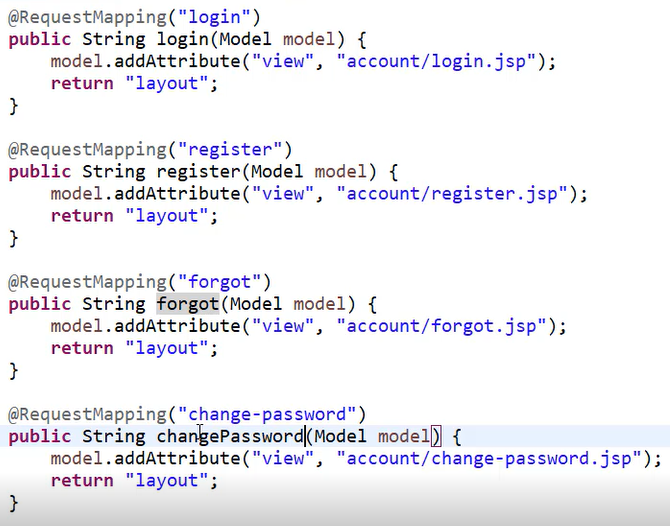 @RequestMapping("login")
public String login(Model model) {
    model.addAttribute("view", "account/login.jsp");
    return "layout";
}
@RequestMapping("register")
public String register(Model model) {
    model.addAttribute("view", "account/register.jsp");
    return "layout";
}
@RequestMapping("forgot")
public String forgot(Model model) {
    model.addAttribute("view", "account/forgot.jsp");
    return "layout";
}
@RequestMapping("change-password")
public String changePassword(Model model) {
    model.addAttribute("view", "account/change-password.jsp");
    return "layout";
}